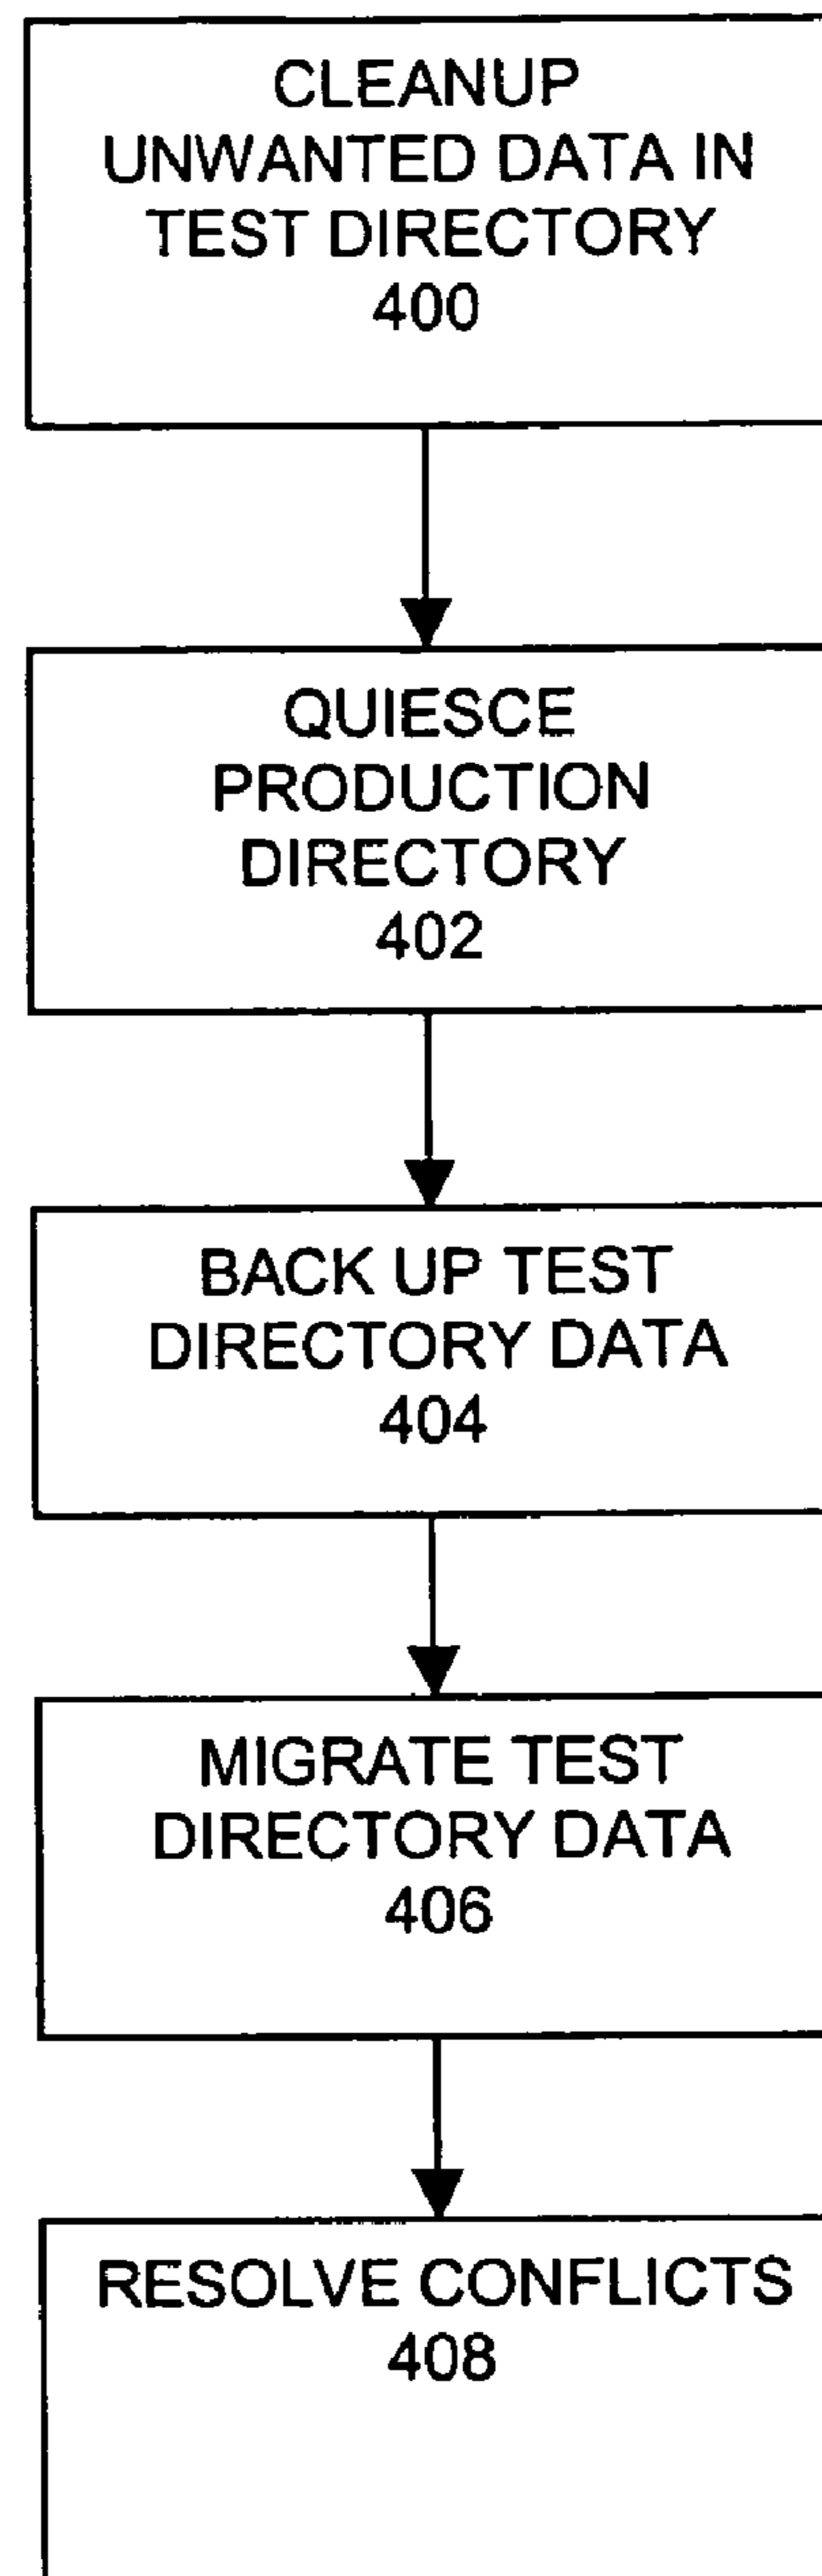 CLEANUP
UNWANTED DATA IN
TEST DIRECTORY
400
QUIESCE
PRODUCTION
DIRECTORY
402
BACK UP TEST
DIRECTORY DATA
404
MIGRATE TEST
DIRECTORY DATA
406
RESOLVE CONFLICTS
408